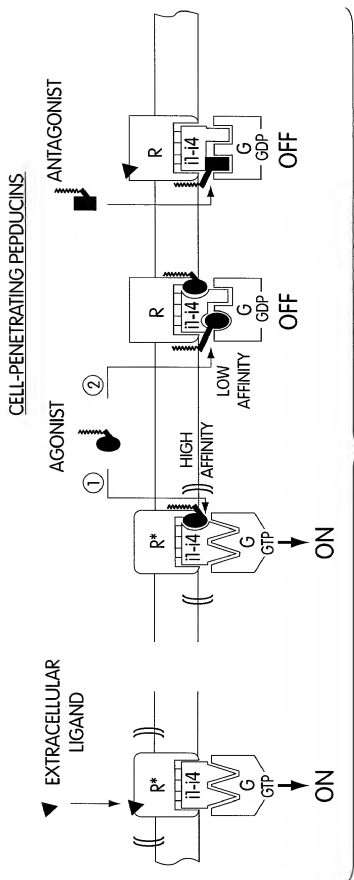 CELL-PENETRATING PEPDUCINS
EXTRACELLULAR
LIGAND
R*
i1-i4
G
GTP
ON
AGONIST
1
2
HIGH
AFFINITY
R*
i1-i4
G
GTP
ON
LOW
AFFINITY
R
i1-i4
G
GDP
OFF
ANTAGONIST
R
i1-i4
G
GDP
OFF